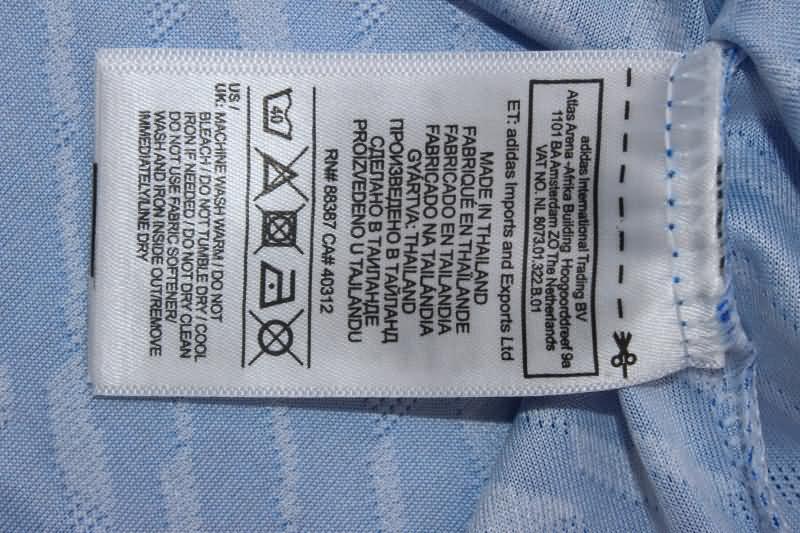 adidas International Trading BV
Atlas Arena -Afrika Building Hoogoorddreef 9a
1101 BA Amsterdam ZO The Netherlands
VAT NO. NL 8073.01.322.B.01
ET: adidas Imports and Exports Ltd
MADE IN THAILAND
FABRIQUÉ EN THAÏLANDE
FABRICADO EN TAILANDIA
FABRICADO NA TAILÂNDIA
GYÁRTVA: THAILAND
ПРОИЗВЕДЕНО В ТАЙЛАНД
СДЕЛАНО В ТАИЛАНДЕ
PROIZVEDENO U TAJLANDU
RN# 88387 CA# 40312
40
US /
UK: MACHINE WASH WARM / DO NOT
BLEACH / DO NOT TUMBLE DRY / COOL
IRON IF NEEDED / DO NOT DRY CLEAN
DO NOT USE FABRIC SOFTENER/
WASH AND IRON INSIDE OUT/REMOVE
IMMEDIATELY/LINE DRY